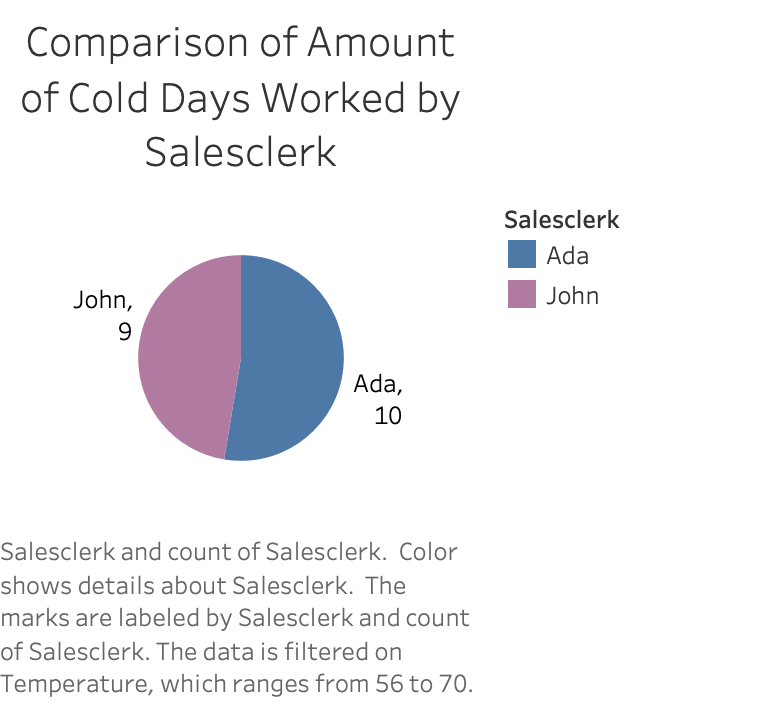 Comparison of Amount
of Cold Days Worked by
Salesclerk
Salesclerk
Ada
John
John,
9
Ada,
10
Salesclerk and count of Salesclerk.  Color
shows details about Salesclerk.  The
marks are labeled by Salesclerk and count
of Salesclerk. The data is filtered on
Temperature, which ranges from 56 to 70.